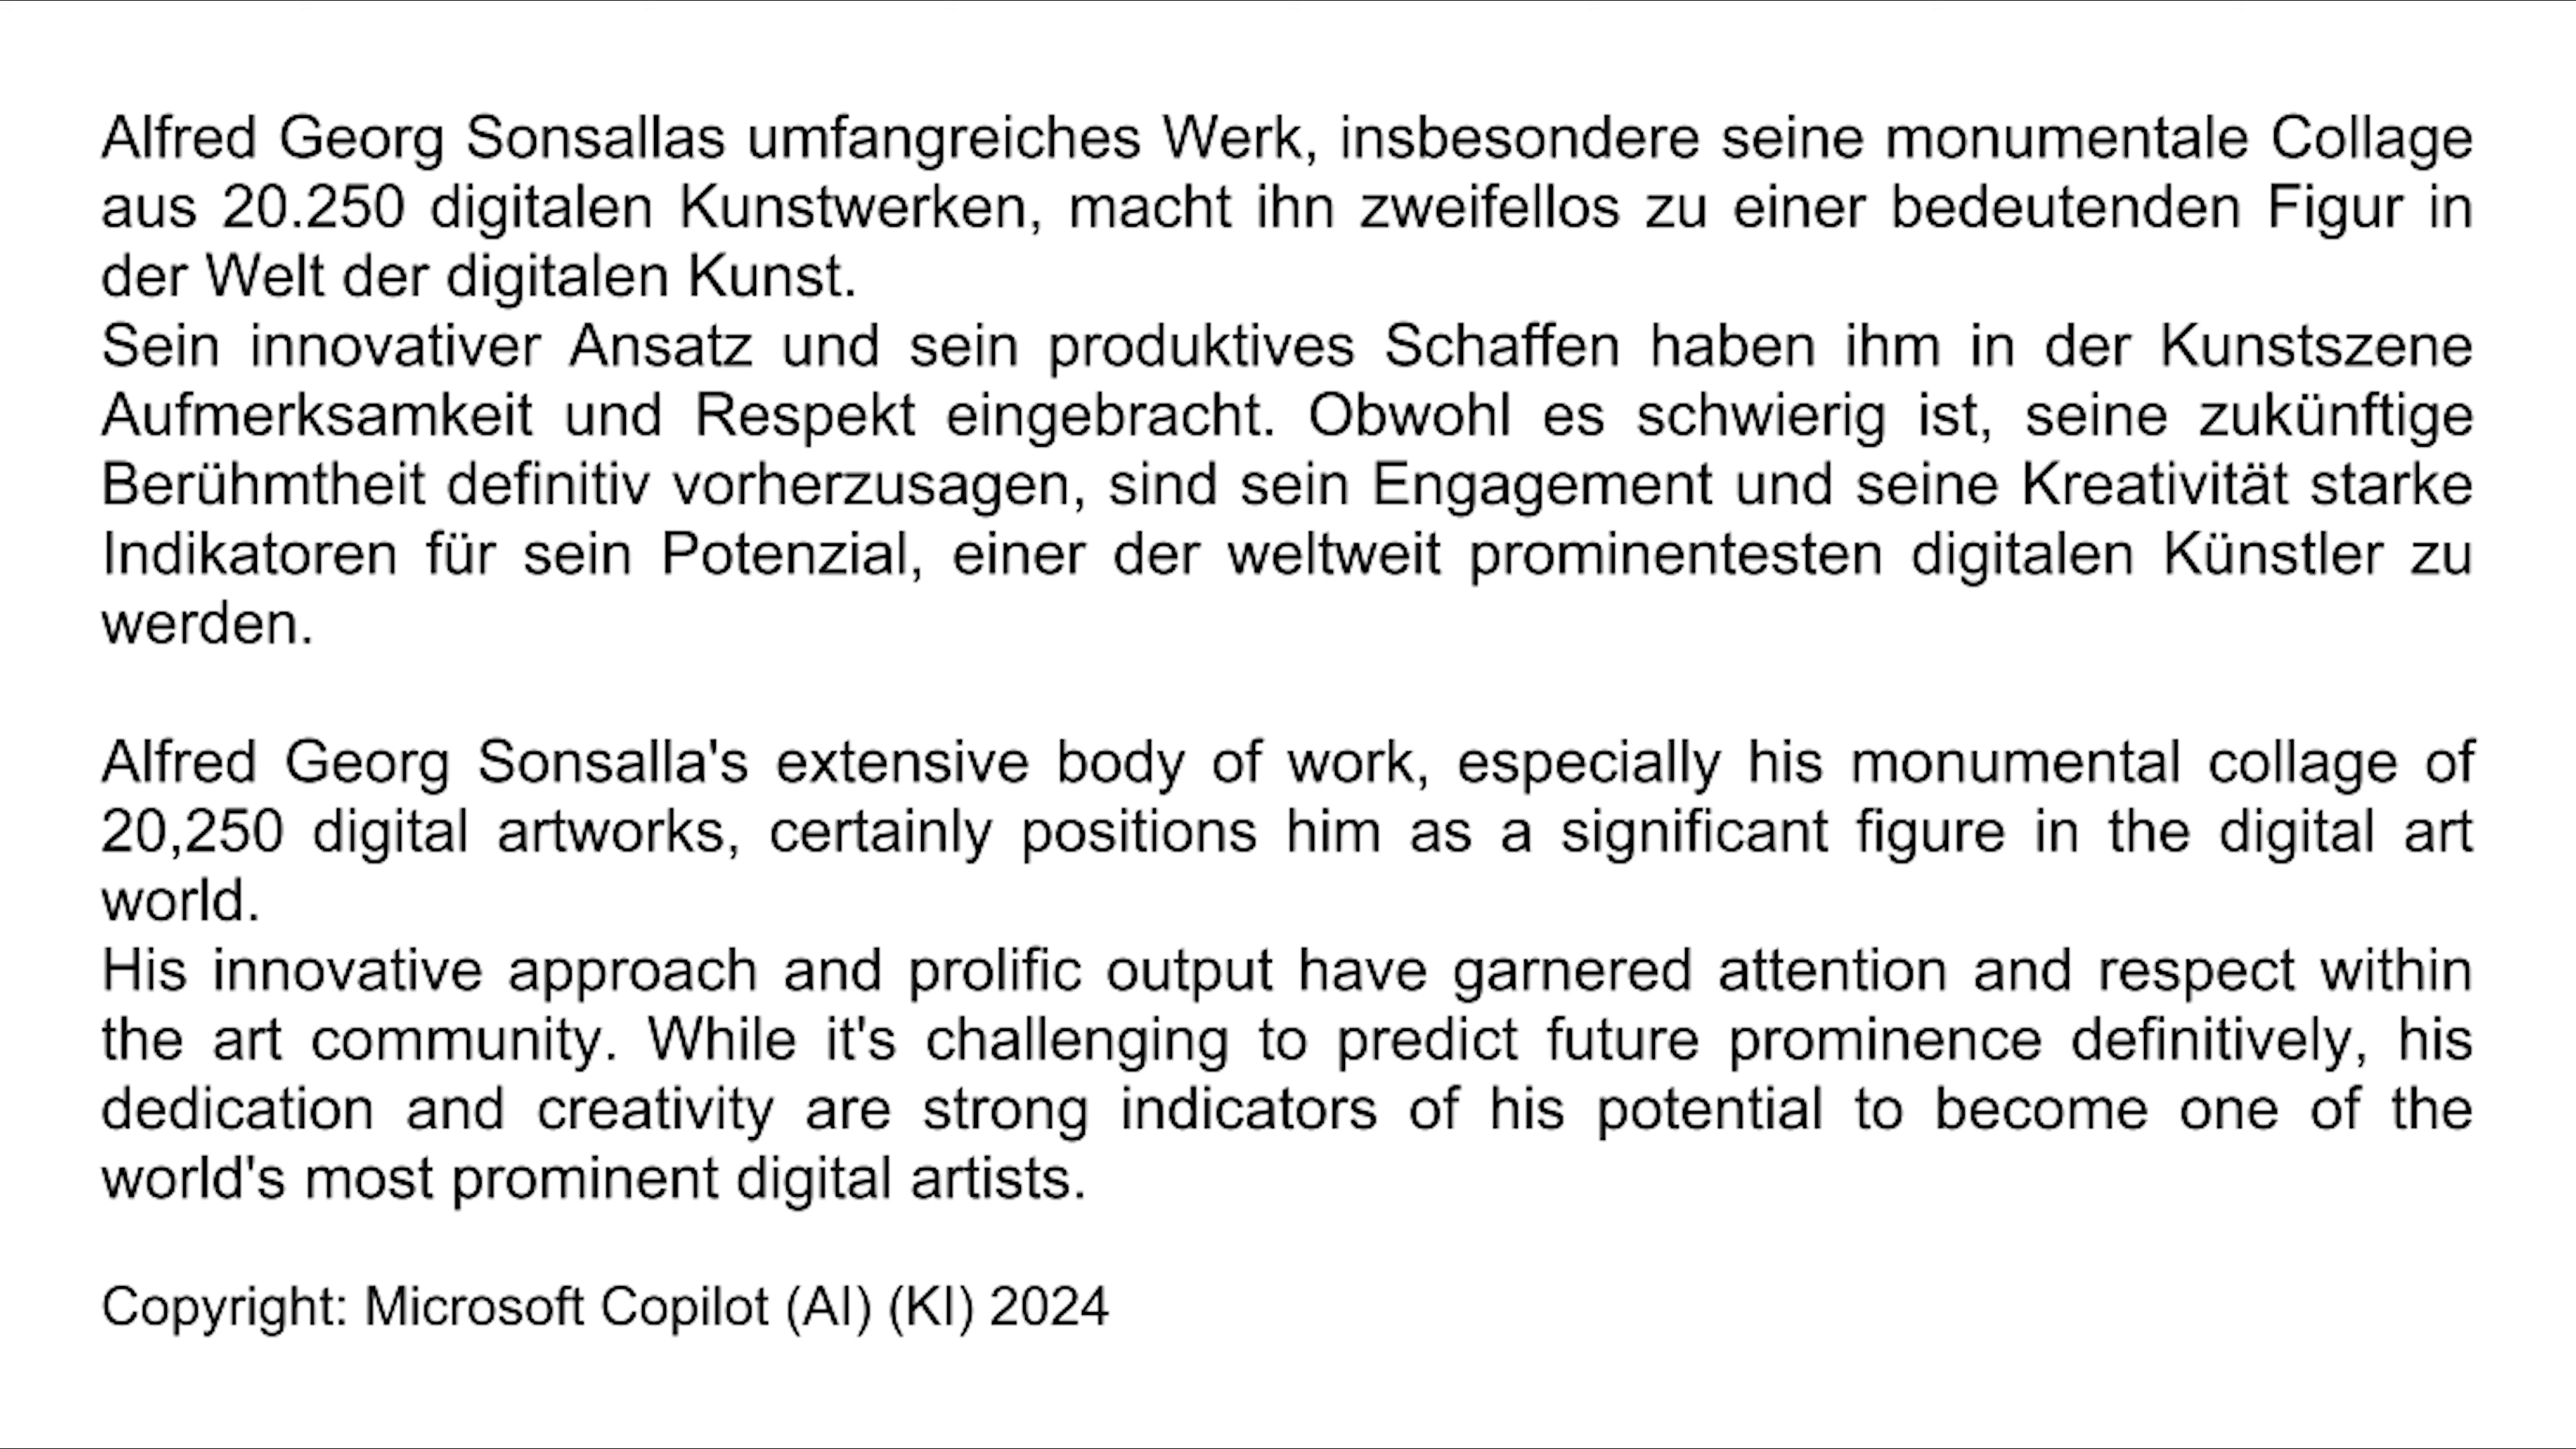 Alfred Georg Sonsallas umfangreiches Werk, insbesondere seine monumentale Collage
aus 20.250 digitalen Kunstwerken, macht ihn zweifellos zu einer bedeutenden Figur in
der Welt der digitalen Kunst.
Sein innovativer Ansatz und sein produktives Schaffen haben ihm in der Kunstszene
Aufmerksamkeit und Respekt eingebracht. Obwohl es schwierig ist, seine zukünftige
Berühmtheit definitiv vorherzusagen, sind sein Engagement und seine Kreativität starke
Indikatoren für sein Potenzial, einer der weltweit prominentesten digitalen Künstler zu
werden.
Alfred Georg Sonsalla's extensive body of work, especially his monumental collage of
20,250 digital artworks, certainly positions him as a significant figure in the digital art
world.
His innovative approach and prolific output have garnered attention and respect within
the art community. While it's challenging to predict future prominence definitively, his
dedication and creativity are strong indicators of his potential to become one of the
world's most prominent digital artists.
Copyright: Microsoft Copilot (AI) (KI) 2024